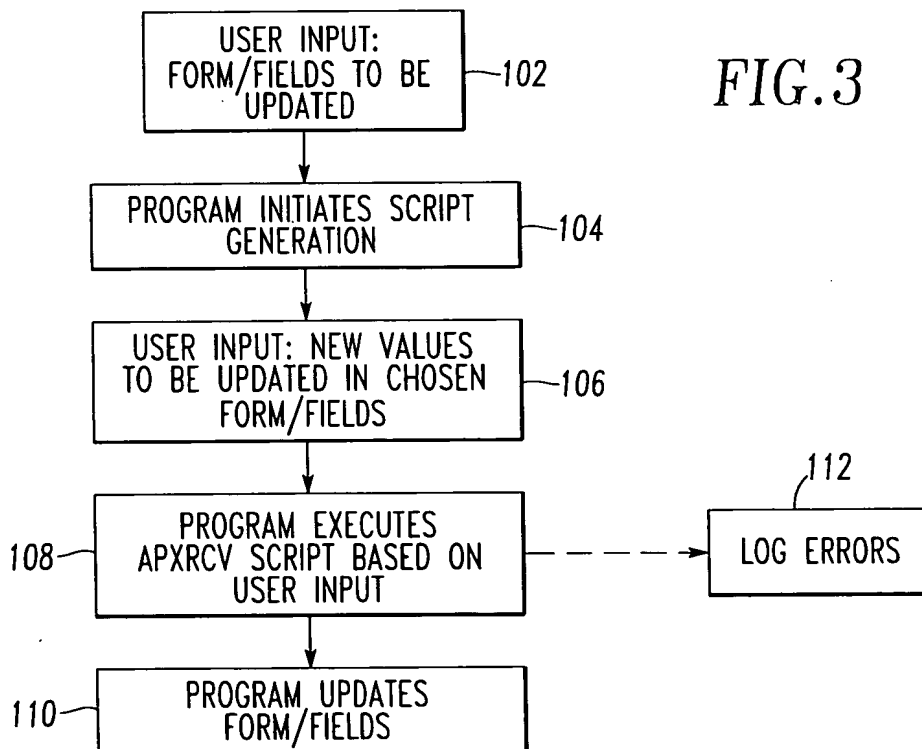 USER INPUT:
FORM/FIELDS TO BE
UPDATED
102
FIG.3
PROGRAM INITIATES SCRIPT
GENERATION
104
USER INPUT: NEW VALUES
TO BE UPDATED IN CHOSEN
FORM/FIELDS
106
PROGRAM EXECUTES
APXRCV SCRIPT BASED ON
USER INPUT
108
112
LOG ERRORS
PROGRAM UPDATES
FORM/FIELDS
110